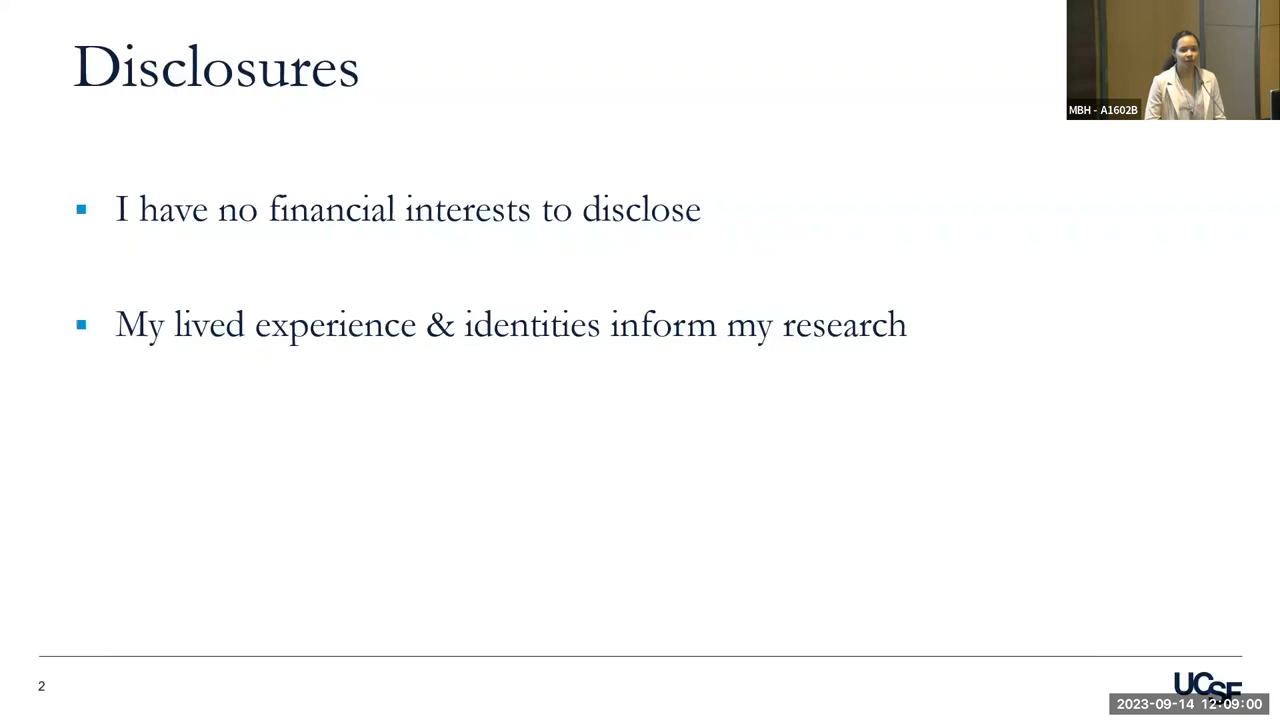 Disclosures
MBH - A1602B
▪ I have no financial interests to disclose
▪ My lived experience & identities inform my research
2
UCSF
2023-09-14 12:09:00